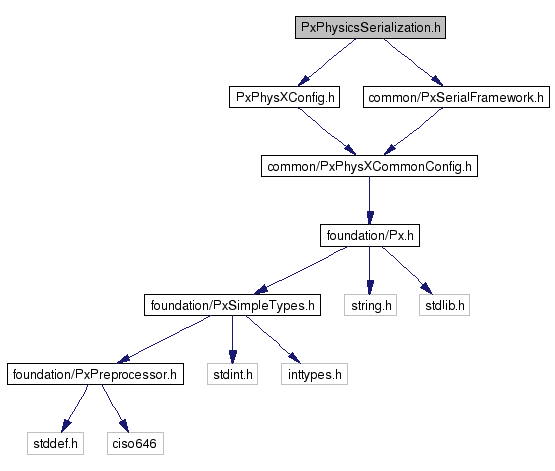 PxPhysicsSerialization.h
PxPhysXConfig.h
common/PxSerialFramework.h
common/PxPhysXCommonConfig.h
foundation/Px.h
foundation/PxSimpleTypes.h
string.h
stdlib.h
foundation/PxPreprocessor.h
stdint.h
inttypes.h
stddef.h
ciso646